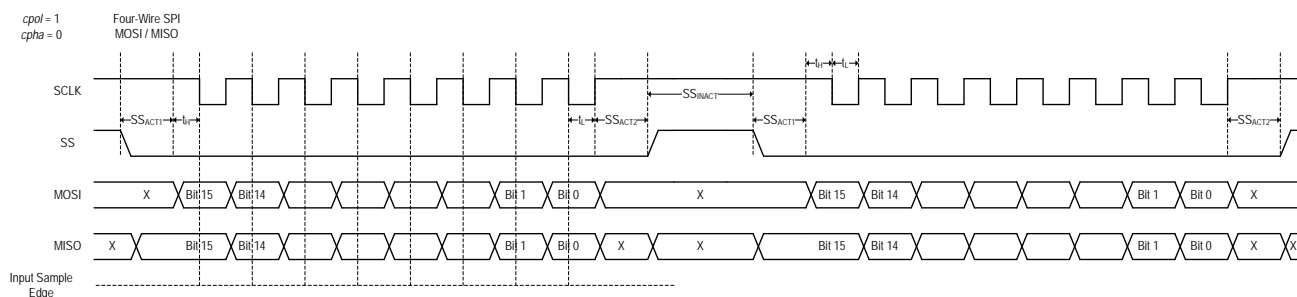 cpol = 1 Four-Wire SPI
cpha = 0 MOSI / MISO
tH tL
SCLK
SSINACT
SSACT1 tH tL SSACT2 SSACT1 SSACT2
SS
MOSI X Bit 15 Bit 14 Bit 1 Bit 0 X Bit 15 Bit 14 Bit 1 Bit 0 X
MISO X Bit 15 Bit 14 Bit 1 Bit 0 X X Bit 15 Bit 14 Bit 1 Bit 0 X X
Input Sample
Edge